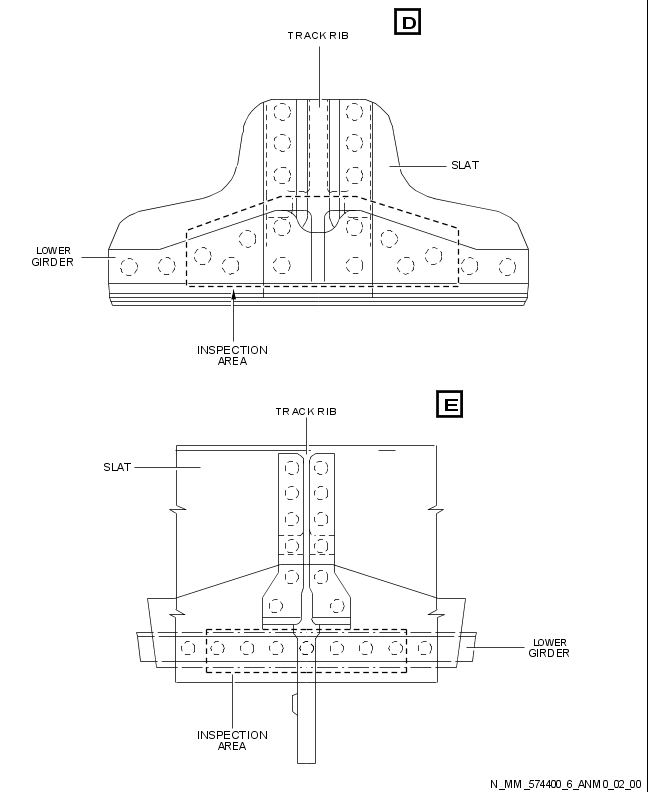 D
TRACK RIB
SLAT
LOWER
GIRDER
INSPECTION
AREA
E
TRACK RIB
SLAT
LOWER
GIRDER
INSPECTION
AREA
N_MM_574400_6_ANM0_02_00